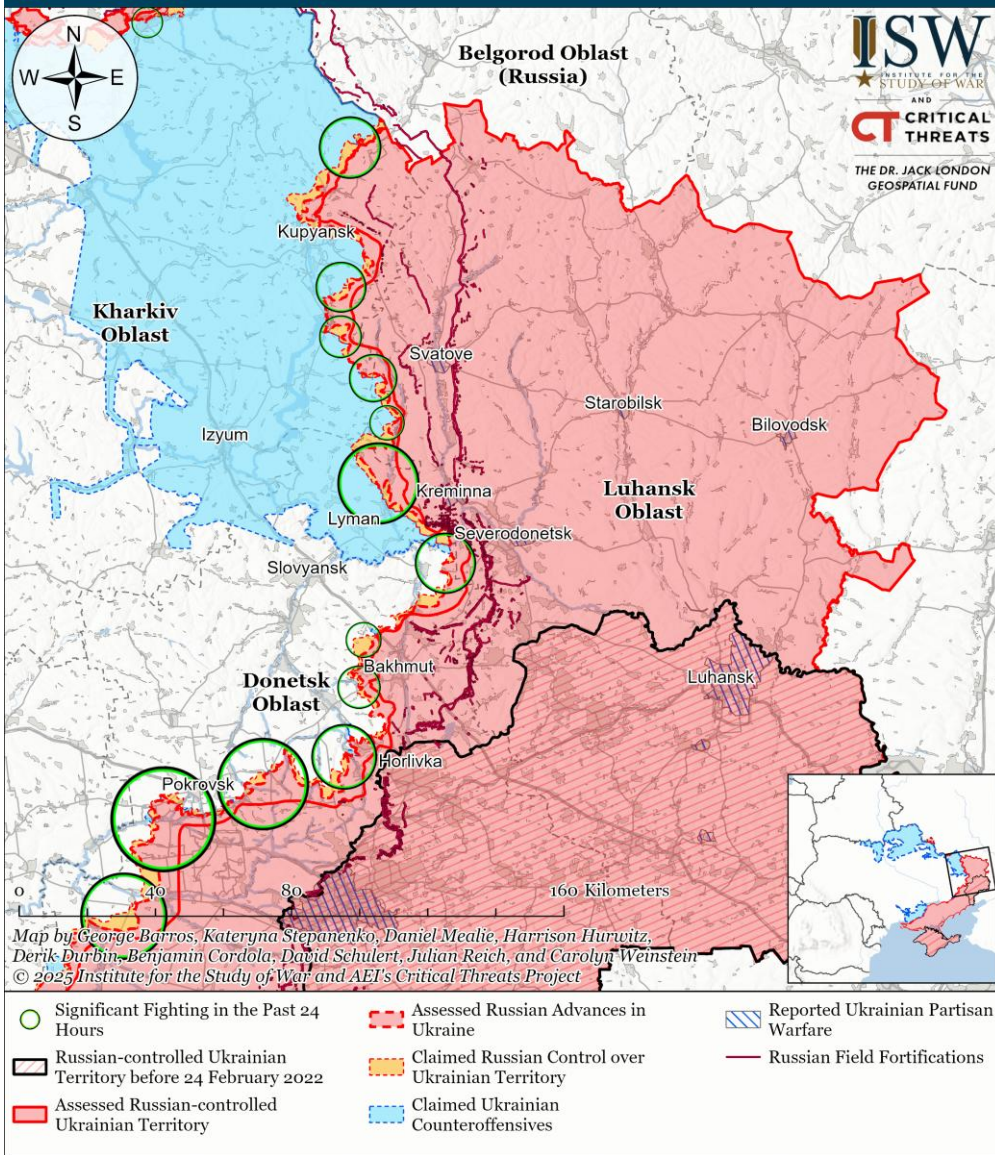 N
W E
S
Belgorod Oblast
(Russia)
ISW
INSTITUTE FOR THE
STUDY OF WAR
AND
CT CRITICAL
THREATS
THE DR. JACK LONDON
GEOSPATIAL FUND
Kupyansk
Kharkiv
Oblast
Svatove
Starobilsk
Bilovodsk
Izyum
Kreminna
Luhansk
Oblast
Lyman
Severodonetsk
Slovyansk
Bakhmut
Luhansk
Donetsk
Oblast
Horlivka
Pokrovsk
0 40 80 160 Kilometers
Map by George Barros, Kateryna Stepanenko, Daniel Mealie, Harrison Hurwitz,
Derik Durbin, Benjamin Cordola, David Schulert, Julian Reich, and Carolyn Weinstein
© 2025 Institute for the Study of War and AEI's Critical Threats Project
Significant Fighting in the Past 24
Hours
Russian-controlled Ukrainian
Territory before 24 February 2022
Assessed Russian-controlled
Ukrainian Territory
Assessed Russian Advances in
Ukraine
Claimed Russian Control over
Ukrainian Territory
Claimed Ukrainian
Counteroffensives
Reported Ukrainian Partisan
Warfare
Russian Field Fortifications